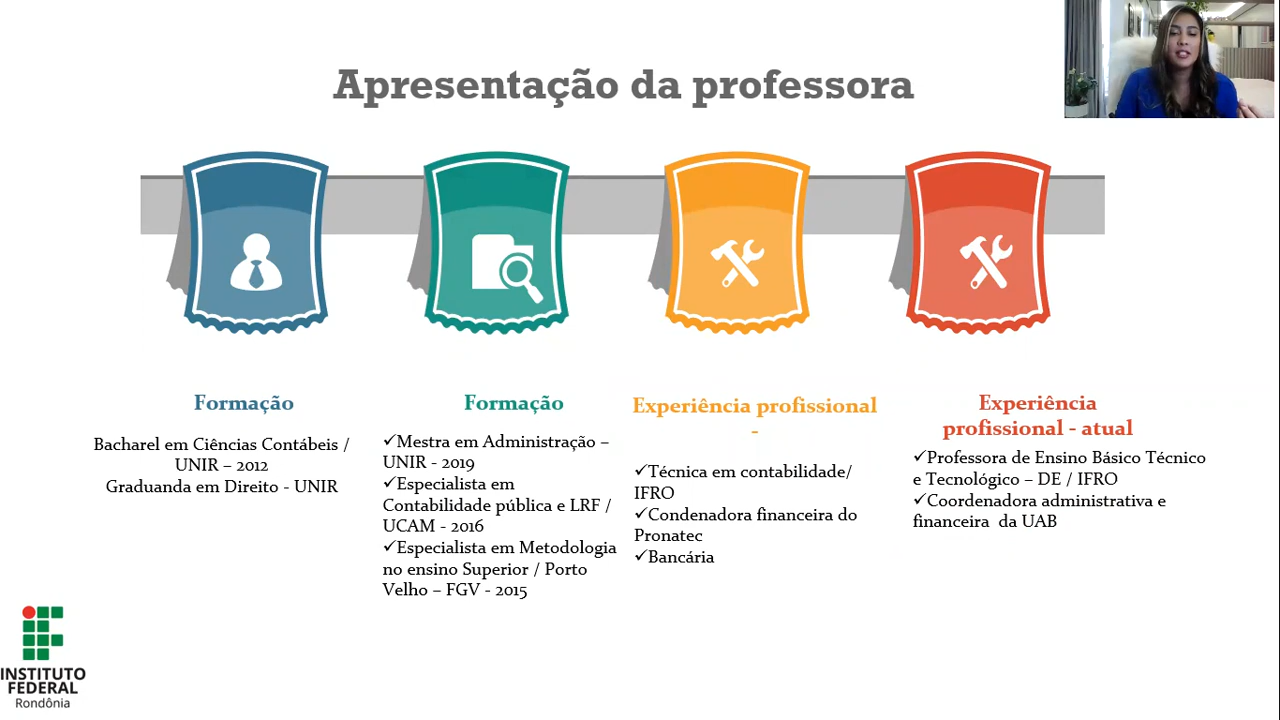 Apresentação da professora
Formação
Bacharel em Ciências Contábeis /
UNIR – 2012
Graduanda em Direito - UNIR
Formação
✓Mestra em Administração –
UNIR - 2019
✓Especialista em
Contabilidade pública e LRF /
UCAM - 2016
✓Especialista em Metodologia
no ensino Superior / Porto
Velho – FGV - 2015
Experiência profissional
-
✓Técnica em contabilidade/
IFRO
✓Condenadora financeira do
Pronatec
✓Bancária
Experiência
profissional - atual
✓Professora de Ensino Básico Técnico
e Tecnológico – DE / IFRO
✓Coordenadora administrativa e
financeira  da UAB
INSTITUTO
FEDERAL
Rondônia